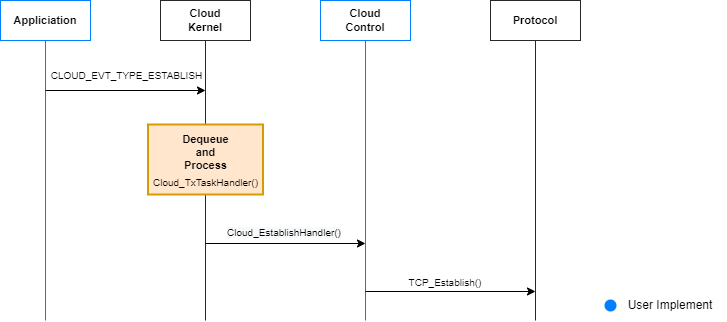 Appliciation
Cloud
Kernel
Cloud
Control
Protocol
CLOUD_EVT_TYPE_ESTABLISH
Dequeue
and
Process
Cloud_TxTaskHandler()
Cloud_EstablishHandler()
TCP_Establish()
User Implement